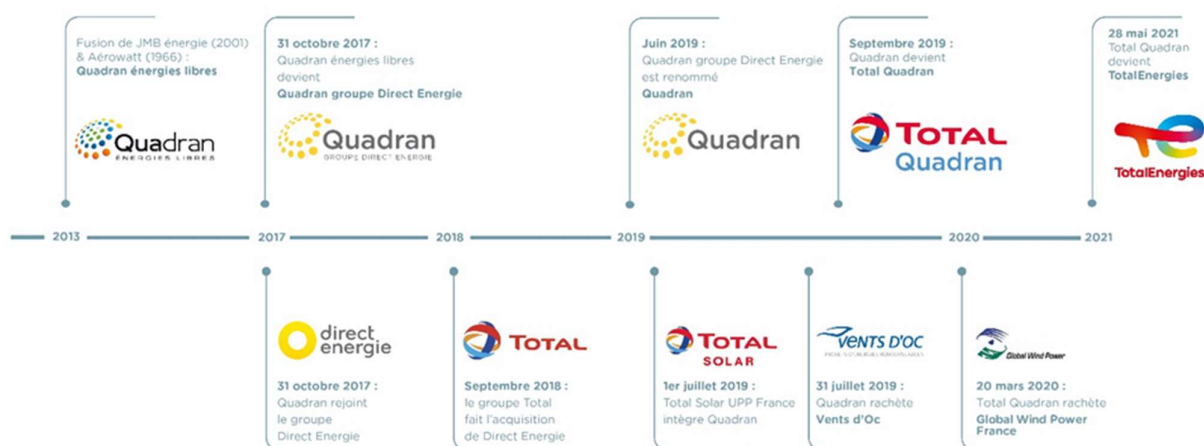 Fusion de JMB énergie (2001)
& Aérowatt (1966) :
Quadran énergies libres
Quadran
ÉNERGIES LIBRES
31 octobre 2017 :
Quadran énergies libres
devient
Quadran groupe Direct Energie
Quadran
GROUPE DIRECT ENERGIE
Juin 2019 :
Quadran groupe Direct Energie
est renommé
Quadran
Quadran
Septembre 2019 :
Quadran devient
Total Quadran
TOTAL
Quadran
28 mai 2021
Total Quadran
devient
TotalEnergies
TotalEnergies
2013
2017
2018
2019
2020
2021
direct
energie
31 octobre 2017 :
Quadran rejoint
le groupe
Direct Energie
TOTAL
Septembre 2018 :
le groupe Total
fait l'acquisition
de Direct Energie
TOTAL
SOLAR
1er juillet 2019 :
Total Solar UPP France
intègre Quadran
VENTS D'OC
31 juillet 2019 :
Quadran rachète
Vents d'Oc
Global Wind Power
20 mars 2020 :
Total Quadran rachète
Global Wind Power
France